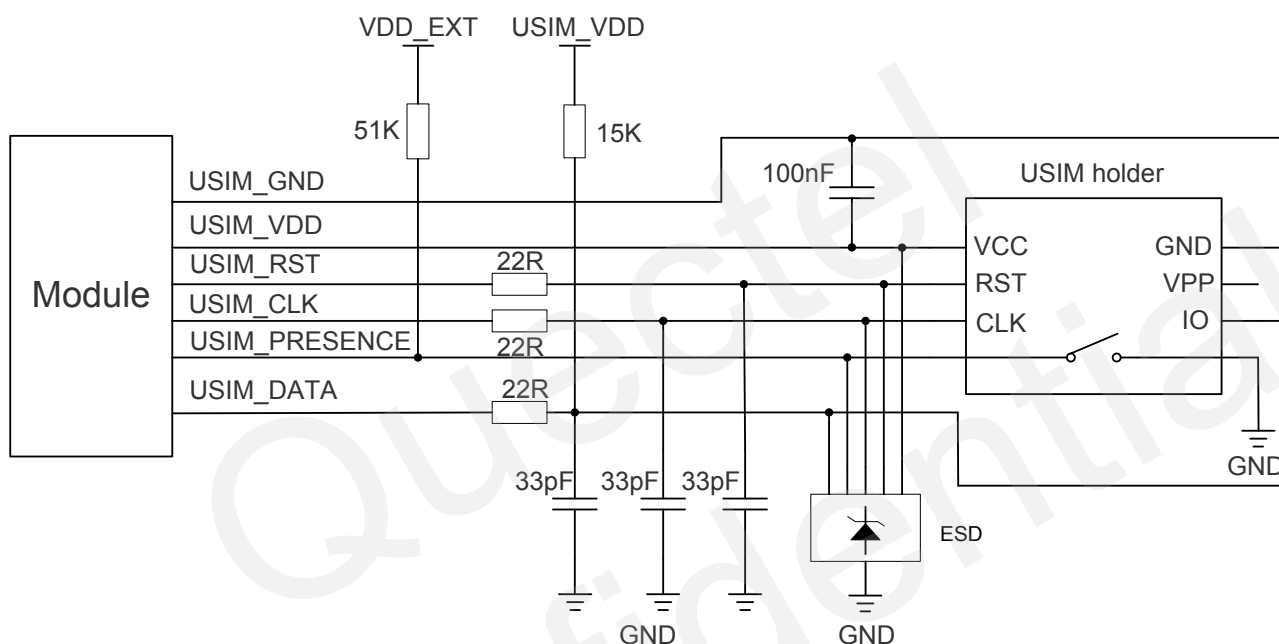 VDD_EXT USIM_VDD
51K 15K
100nF USIM holder
USIM_GND
USIM_VDD VCC GND
USIM_RST 22R RST VPP
Module
USIM_CLK CLK IO
USIM_PRESENCE 22R
USIM_DATA 22R
GND
33pF 33pF 33pF
ESD
GND GND
Quectel
fidential